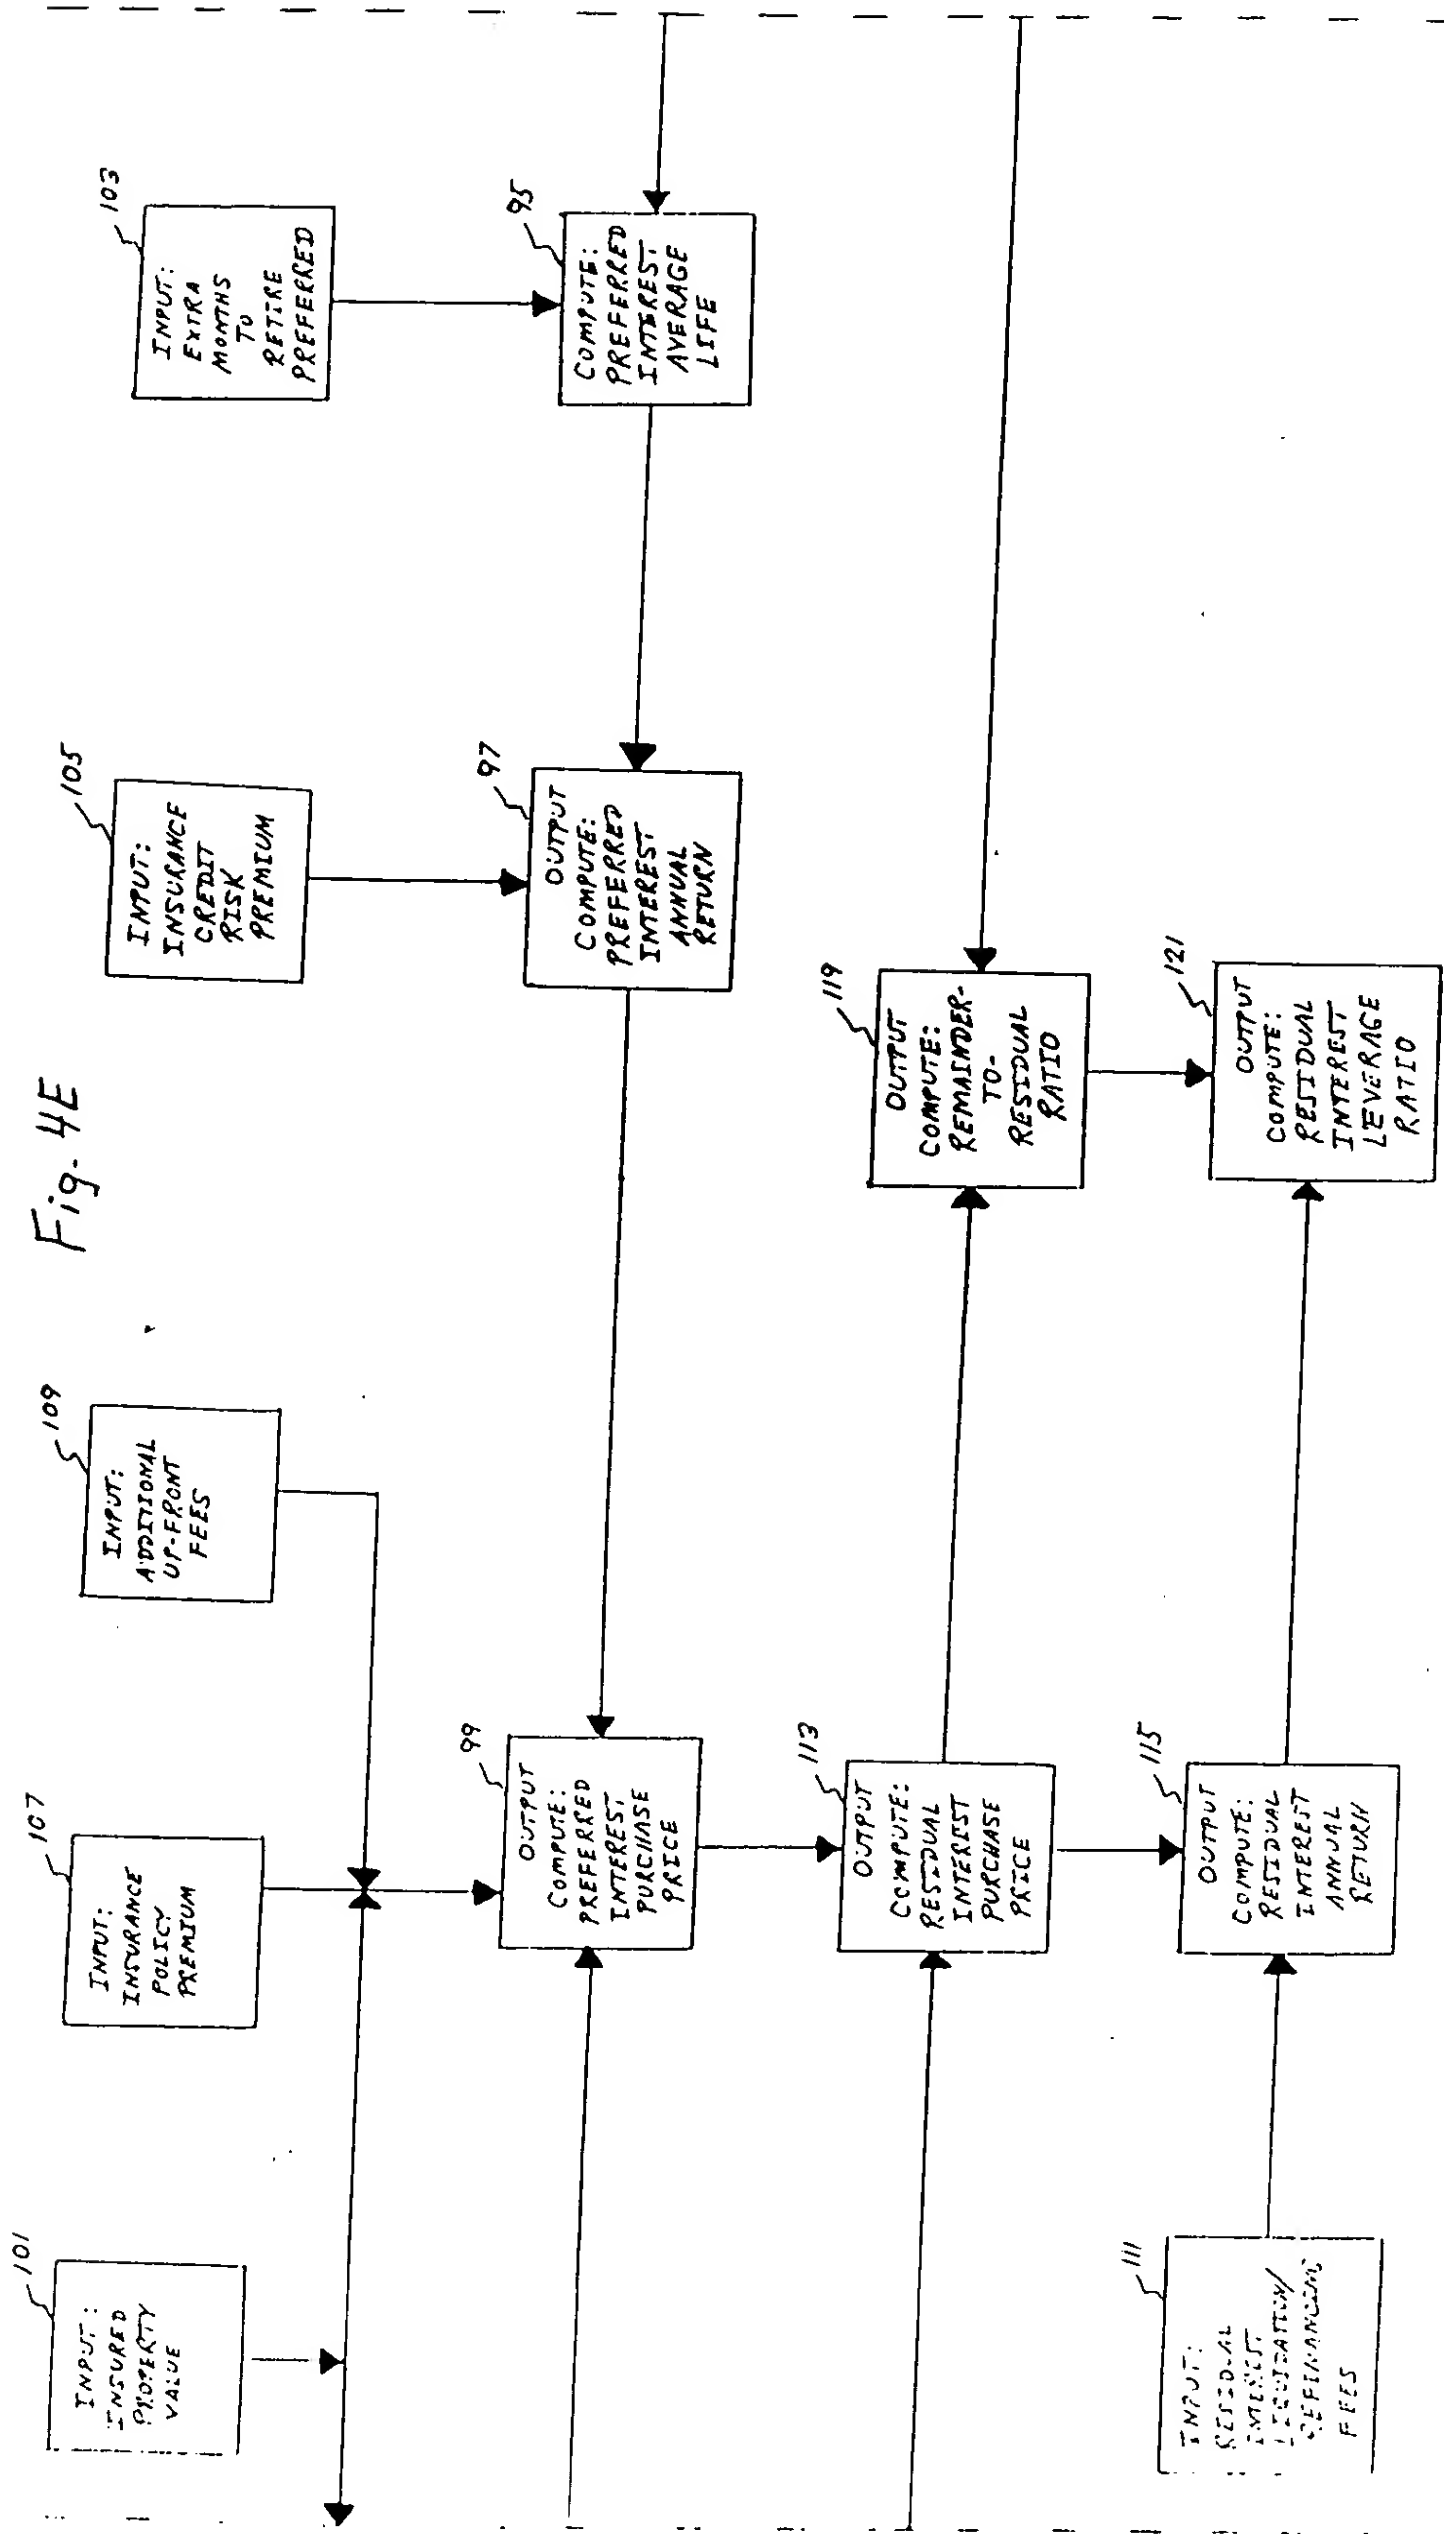 Fig. 4E
101
INPUT:
INSURED
PROPERTY
VALUE
107
INPUT:
INSURANCE
POLICY
PREMIUM
109
INPUT:
ADDITIONAL
UP-FRONT
FEES
105
INPUT:
INSURANCE
CREDIT
RISK
PREMIUM
103
INPUT:
EXTRA
MONTHS
TO
RETIRE
PREFERRED
99
OUTPUT
COMPUTE:
PREFERRED
INTEREST
PURCHASE
PRICE
97
OUTPUT
COMPUTE:
PREFERRED
INTEREST
ANNUAL
RETURN
95
COMPUTE:
PREFERRED
INTEREST
AVERAGE
LIFE
113
OUTPUT
COMPUTE:
RESIDUAL
INTEREST
PURCHASE
PRICE
119
OUTPUT
COMPUTE:
REMAINDER-
TO-
RESIDUAL
RATIO
111
INPUT:
RESIDUAL
INTEREST
LIQUIDATION/
REFINANCING
FEES
115
OUTPUT
COMPUTE:
RESIDUAL
INTEREST
ANNUAL
RETURN
121
OUTPUT
COMPUTE:
RESIDUAL
INTEREST
LEVERAGE
RATIO